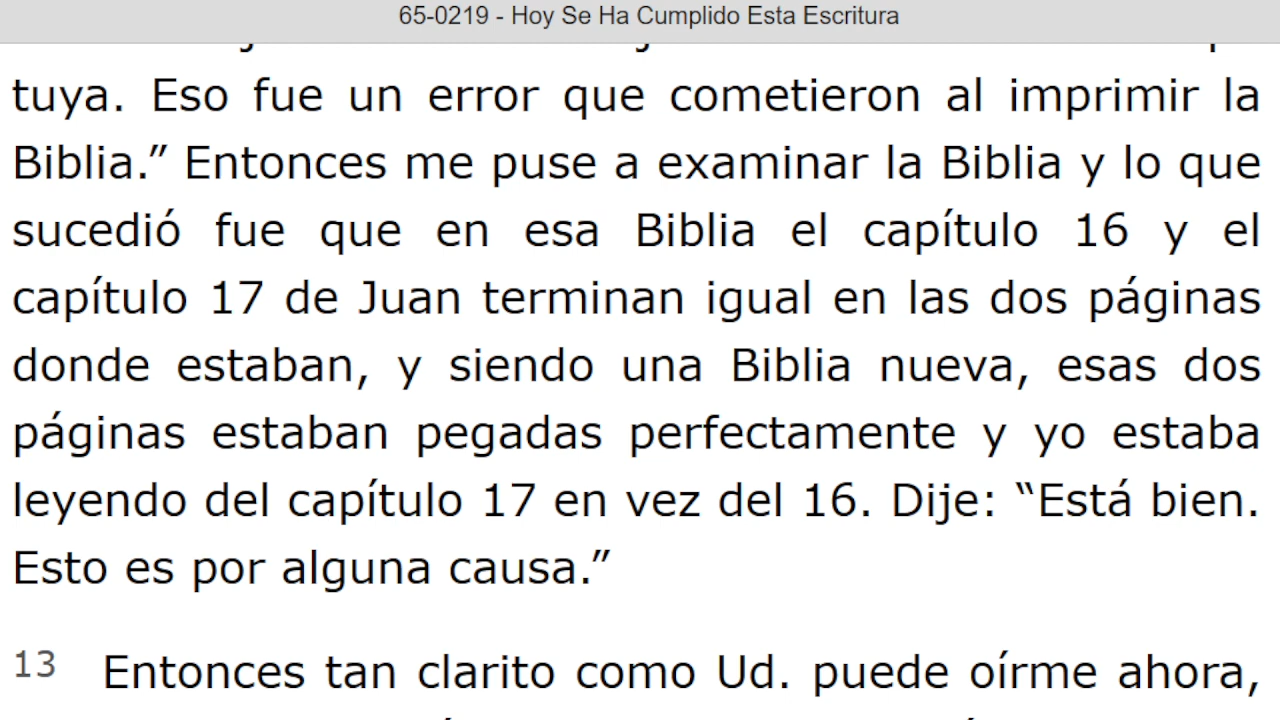 65-0219 - Hoy Se Ha Cumplido Esta Escritura
tuya. Eso fue un error que cometieron al imprimir la
Biblia.” Entonces me puse a examinar la Biblia y lo que
sucedió fue que en esa Biblia el capítulo 16 y el
capítulo 17 de Juan terminan igual en las dos páginas
donde estaban, y siendo una Biblia nueva, esas dos
páginas estaban pegadas perfectamente y yo estaba
leyendo del capítulo 17 en vez del 16. Dije: “Está bien.
Esto es por alguna causa.”
13 Entonces tan clarito como Ud. puede oírme ahora,